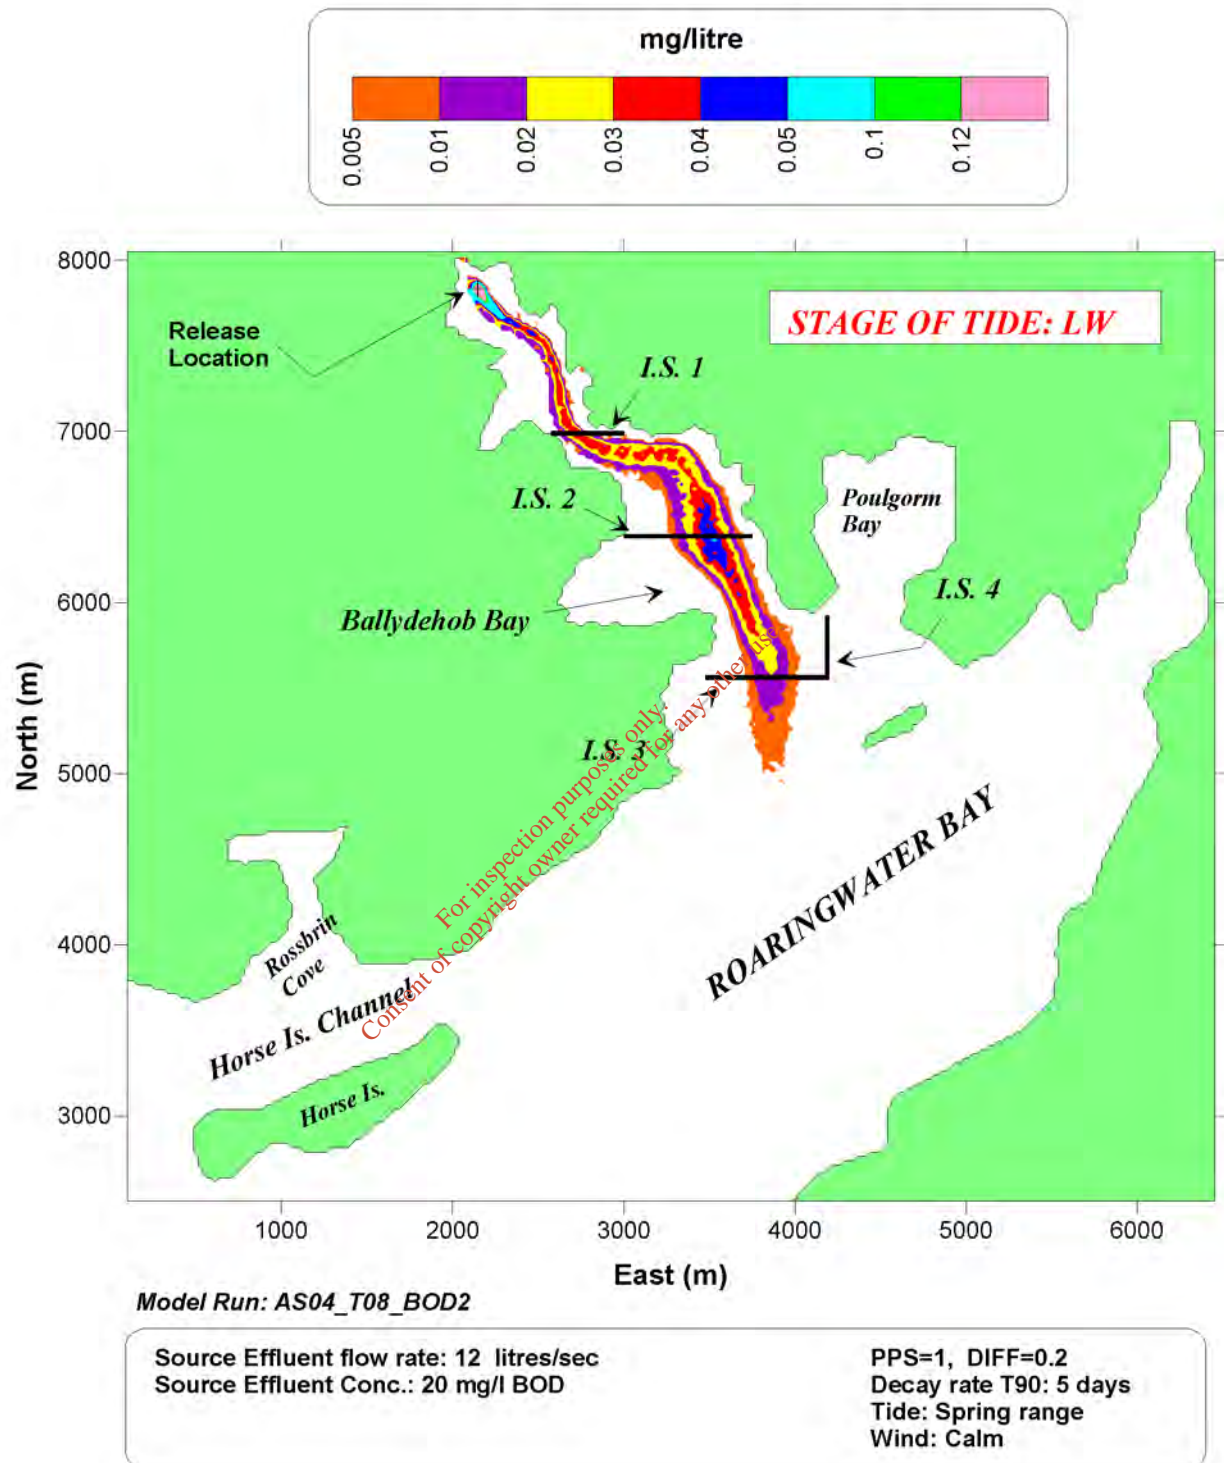 mg/litre
0.005 0.01 0.02 0.03 0.04 0.05 0.1 0.12
8000
7000
6000
5000
4000
3000
North (m)
STAGE OF TIDE: LW
Release
Location
I.S. 1
I.S. 2
Poulgorm
Bay
I.S. 4
Ballydehob Bay
I.S. 3
For inspection purposes only.
Consent of copyright owner required for any other use.
ROARINGWATER BAY
Rossbrin
Cove
Horse Is. Channel
Horse Is.
1000 2000 3000 4000 5000 6000
East (m)
Model Run: AS04_T08_BOD2
Source Effluent flow rate: 12 litres/sec
Source Effluent Conc.: 20 mg/l BOD
PPS=1, DIFF=0.2
Decay rate T90: 5 days
Tide: Spring range
Wind: Calm